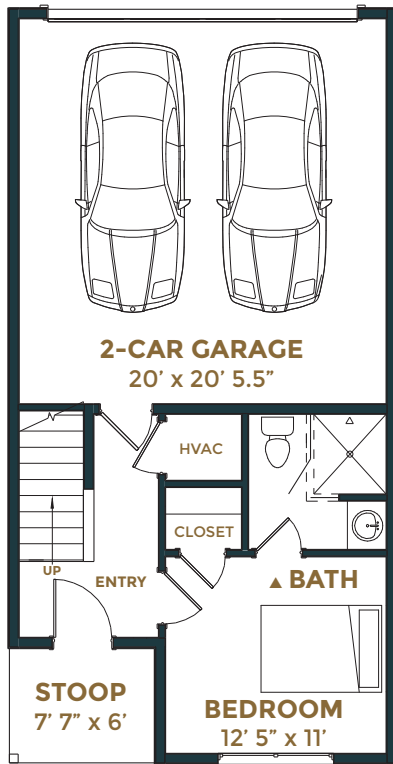 2-CAR GARAGE
20’ x 20’ 5.5”
HVAC
CLOSET
UP
ENTRY
▲ BATH
STOOP
7’ 7” x 6’
BEDROOM
12’ 5” x 11’